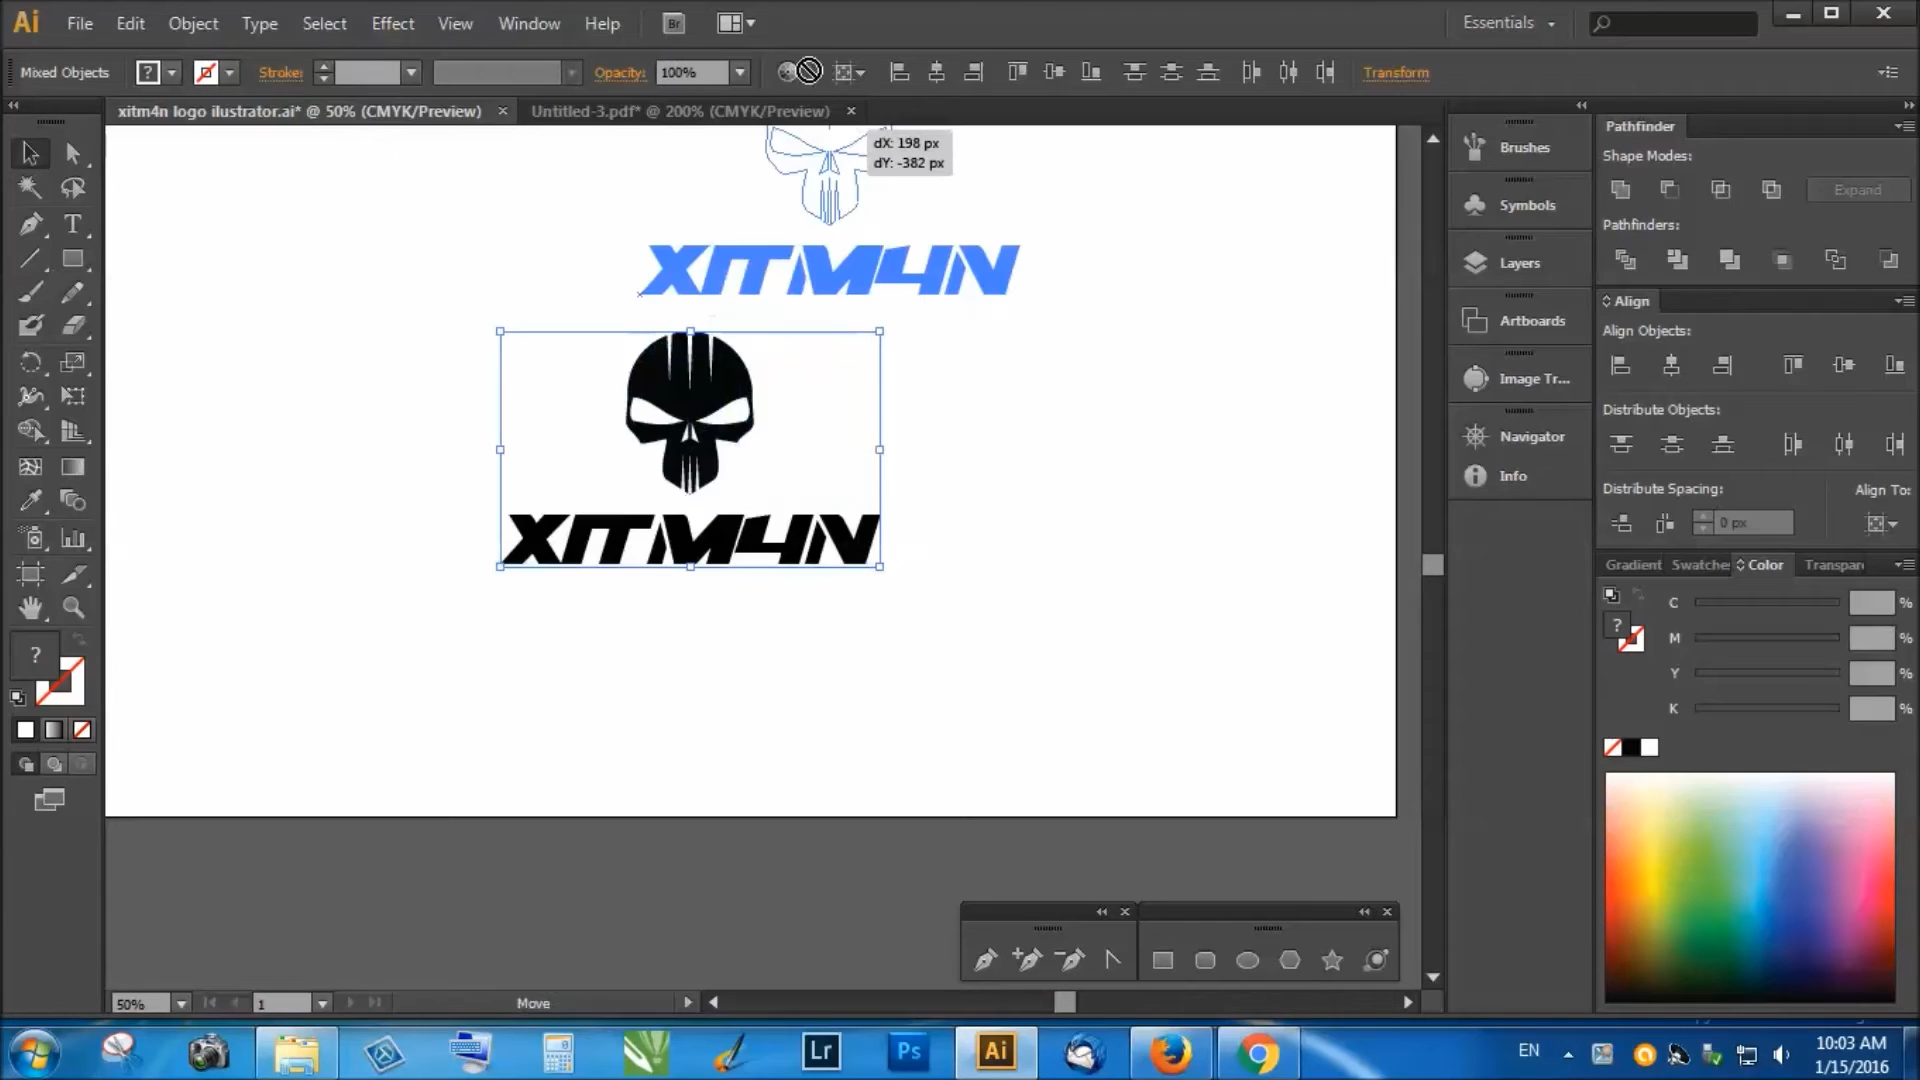 Ai File Edit Object Type Select Effect View Window Help Br Essentials
Mixed Objects ? Stroke: Opacity: 100% Transform
xitm4n logo ilustrator.ai* @ 50% (CMYK/Preview) × Untitled-3.pdf* @ 200% (CMYK/Preview) ×
dX: 198 px
dY: -382 px
XITM4N
XITM4N
?
Brushes
Symbols
Layers
Artboards
Image Tr...
Navigator
Info
Pathfinder
Shape Modes:
Expand
Pathfinders:
Align
Align Objects:
Distribute Objects:
Distribute Spacing: Align To:
0 px
Gradient Swatches Color Transpar
C %
? M %
Y %
K %
50% 1 Move
Lr Ps Ai EN 10:03 AM
1/15/2016